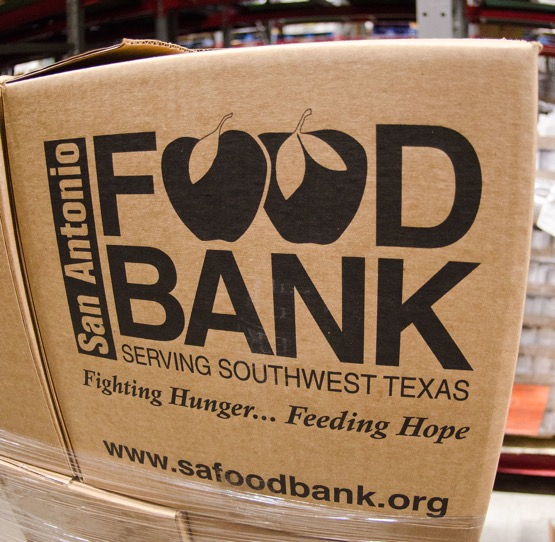 San Antonio
FOOD
BANK
SERVING SOUTHWEST TEXAS
Fighting Hunger... Feeding Hope
www.safoodbank.org